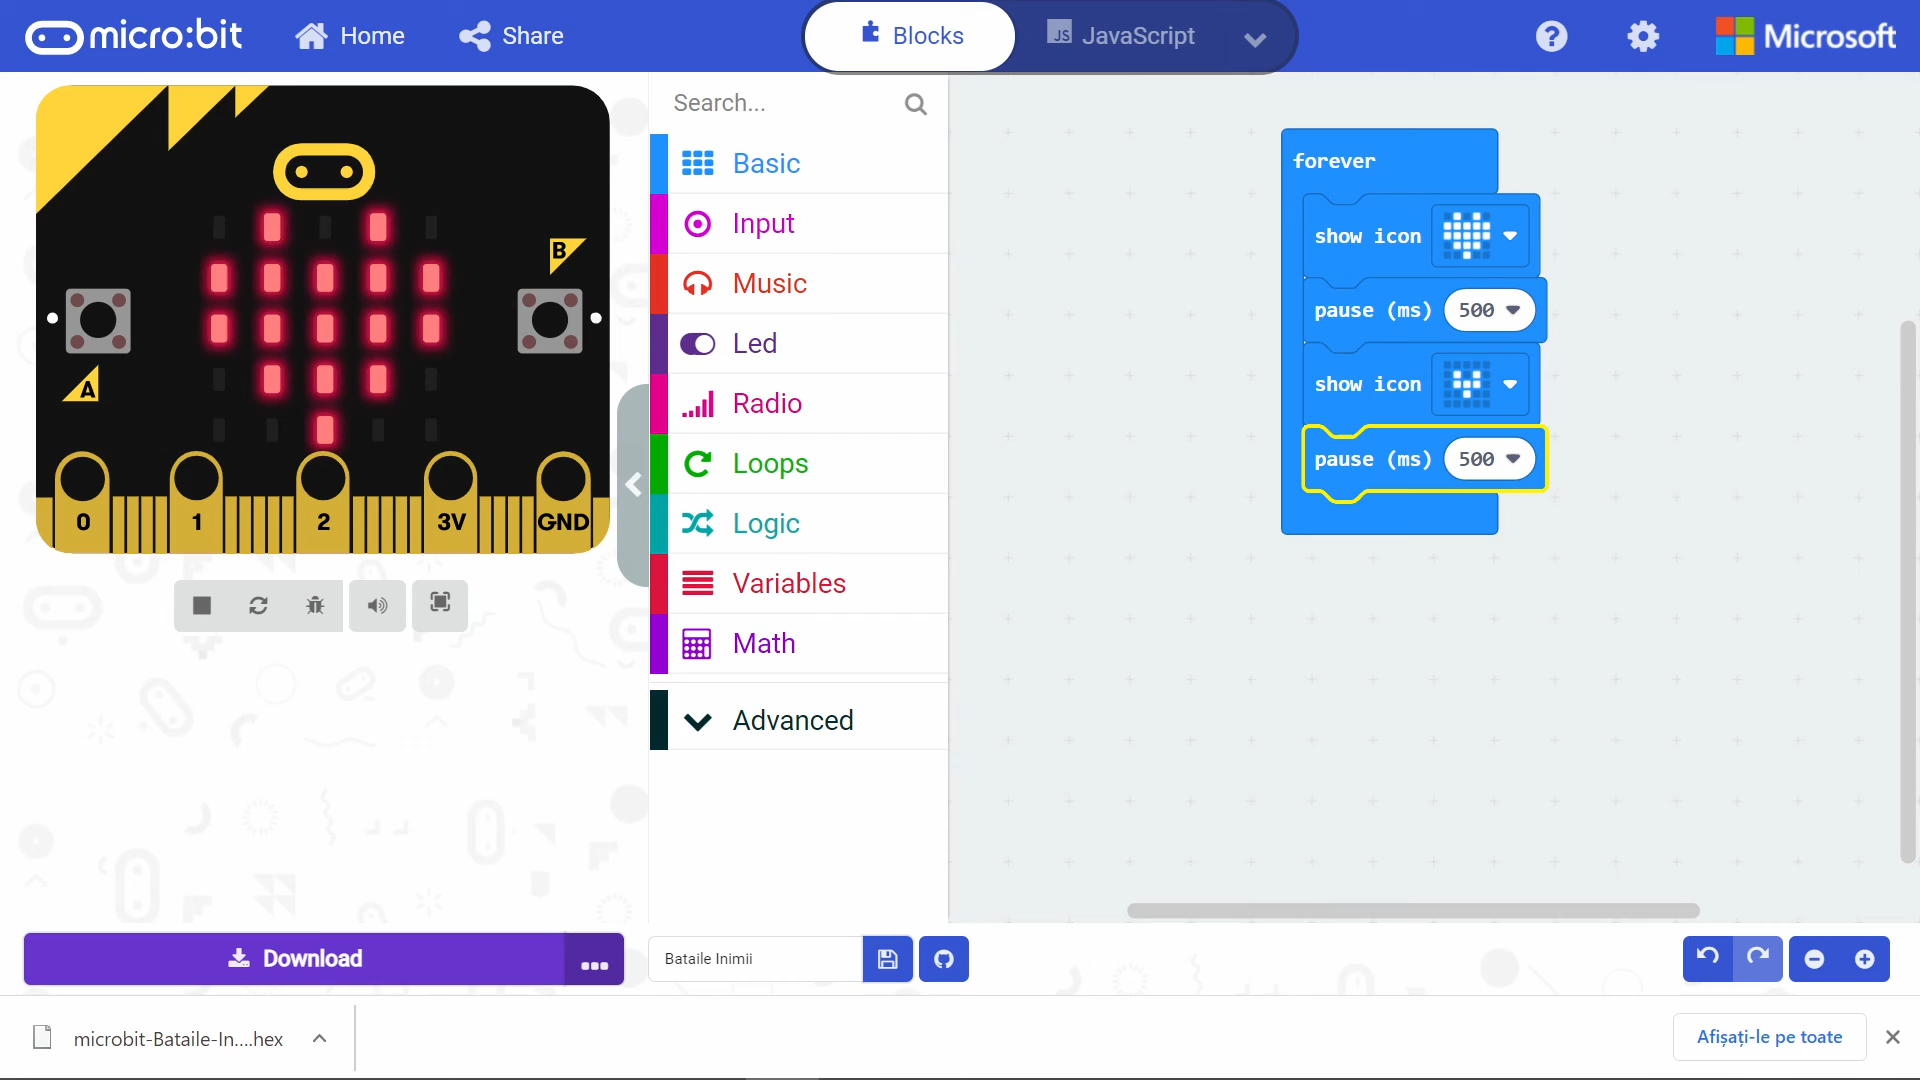 micro:bit
Home
Share
Blocks
JS JavaScript
?
Microsoft
B
A
0
1
2
3V
GND
Search...
Basic
Input
Music
Led
Radio
Loops
Logic
Variables
Math
Advanced
forever
show icon
pause (ms) 500
show icon
pause (ms) 500
Download
...
Bataile Inimii
microbit-Bataile-In....hex
Afișați-le pe toate